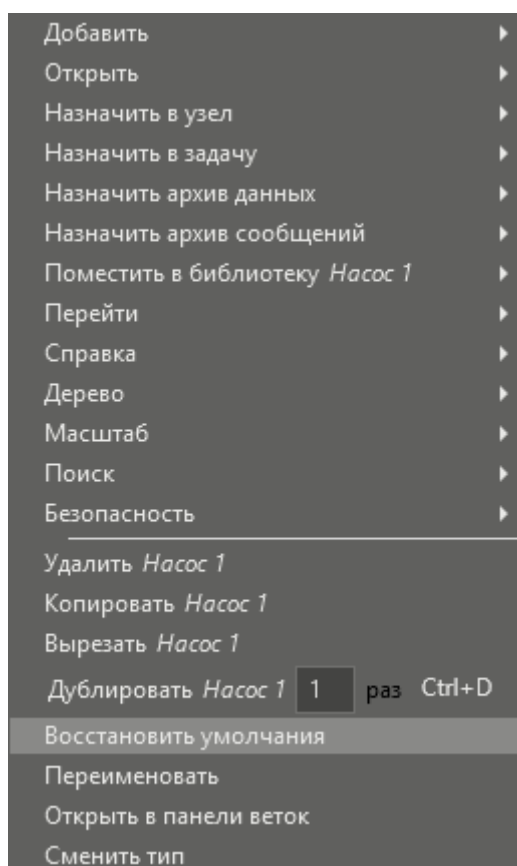 Добавить
Открыть
Назначить в узел
Назначить в задачу
Назначить архив данных
Назначить архив сообщений
Поместить в библиотеку Насос 1
Перейти
Справка
Дерево
Масштаб
Поиск
Безопасность
Удалить Насос 1
Копировать Насос 1
Вырезать Насос 1
Дублировать Насос 1 1 раз Ctrl+D
Восстановить умолчания
Переименовать
Открыть в панели веток
Сменить тип